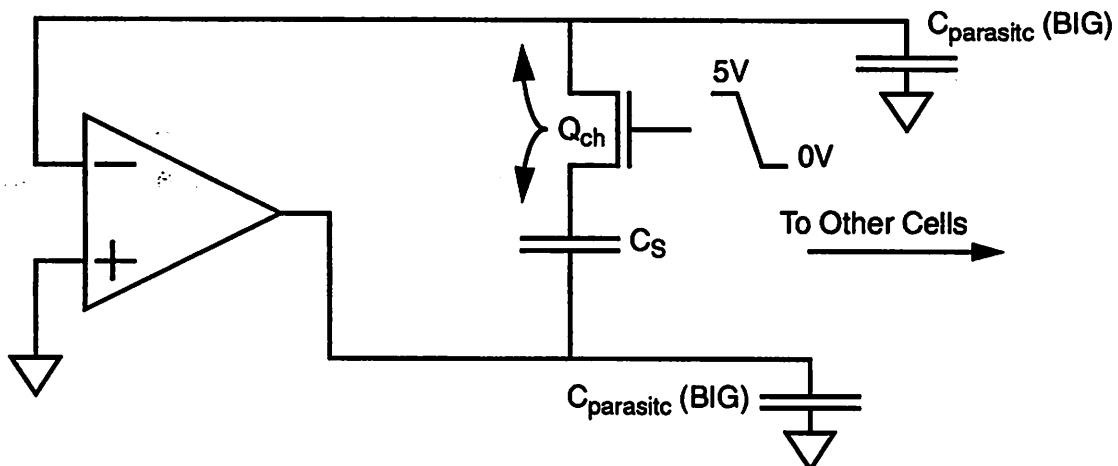 Cparasitc (BIG)
5V
Qch
0V
To Other Cells
CS
Cparasitc (BIG)